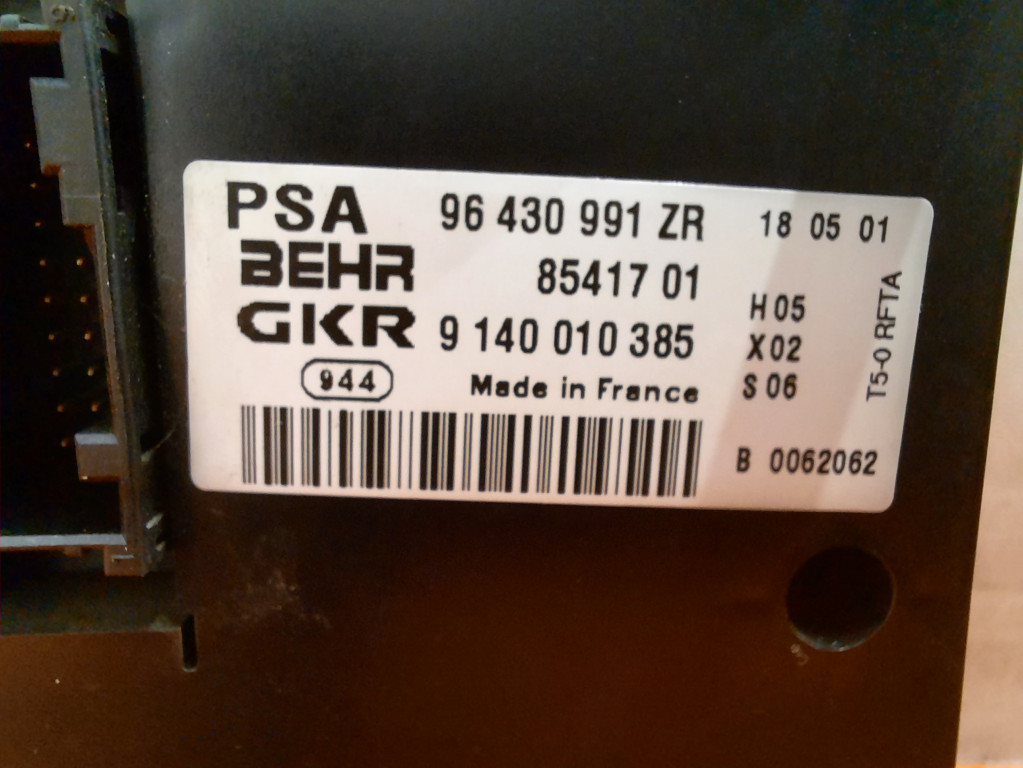 PSA 96 430 991 ZR 18 05 01
BEHR 85417 01
GKR 9 140 010 385
H 05
X 02
S 06
T5-0 RFTA
944 Made in France
B 0062062